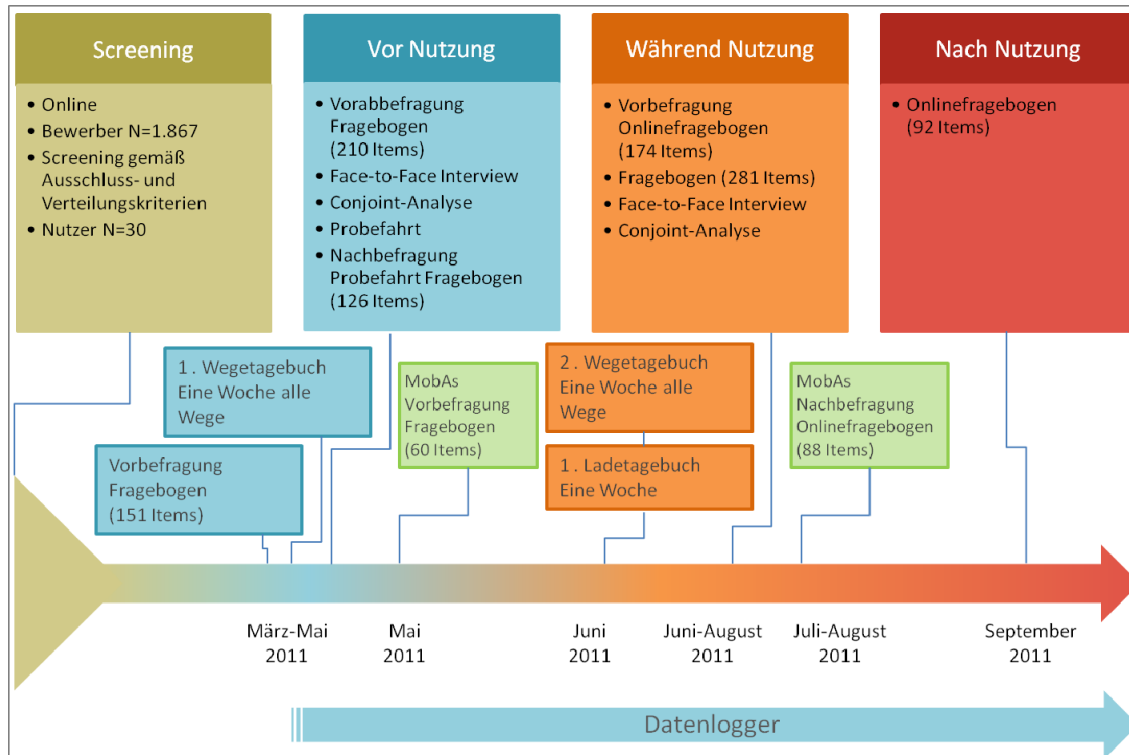 Screening
• Online
• Bewerber N=1.867
• Screening gemäß
Ausschluss- und
Verteilungskriterien
• Nutzer N=30
Vor Nutzung
• Vorabbefragung
Fragebogen
(210 Items)
• Face-to-Face Interview
• Conjoint-Analyse
• Probefahrt
• Nachbefragung
Probefahrt Fragebogen
(126 Items)
Während Nutzung
• Vorbefragung
Onlinefragebogen
(174 Items)
• Fragebogen (281 Items)
• Face-to-Face Interview
• Conjoint-Analyse
Nach Nutzung
• Onlinefragebogen
(92 Items)
1. Wegetagebuch
Eine Woche alle
Wege
Vorbefragung
Fragebogen
(151 Items)
MobAs
Vorbefragung
Fragebogen
(60 Items)
2. Wegetagebuch
Eine Woche alle
Wege
1. Ladetagebuch
Eine Woche
MobAs
Nachbefragung
Onlinefragebogen
(88 Items)
März-Mai
2011
Mai
2011
Juni
2011
Juni-August
2011
Juli-August
2011
September
2011
Datenlogger